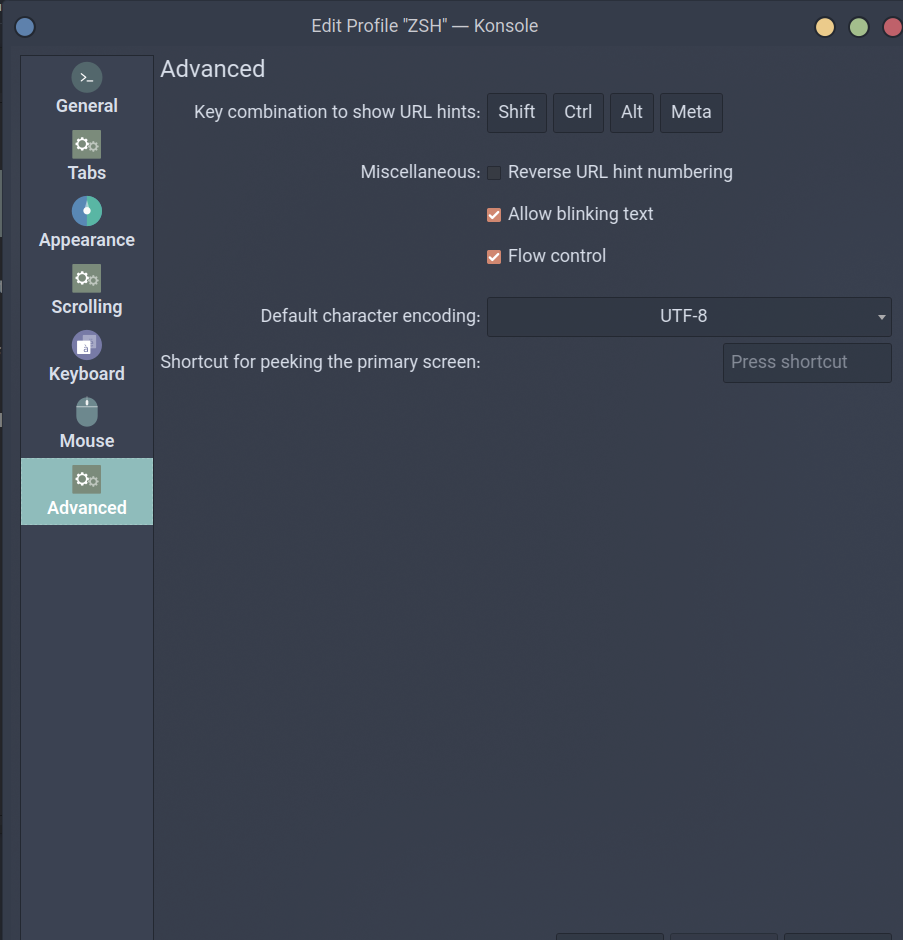 Edit Profile "ZSH" — Konsole
General
Tabs
Appearance
Scrolling
Keyboard
Mouse
Advanced
Advanced
Key combination to show URL hints: Shift Ctrl Alt Meta
Miscellaneous: Reverse URL hint numbering
Allow blinking text
Flow control
Default character encoding: UTF-8
Shortcut for peeking the primary screen: Press shortcut